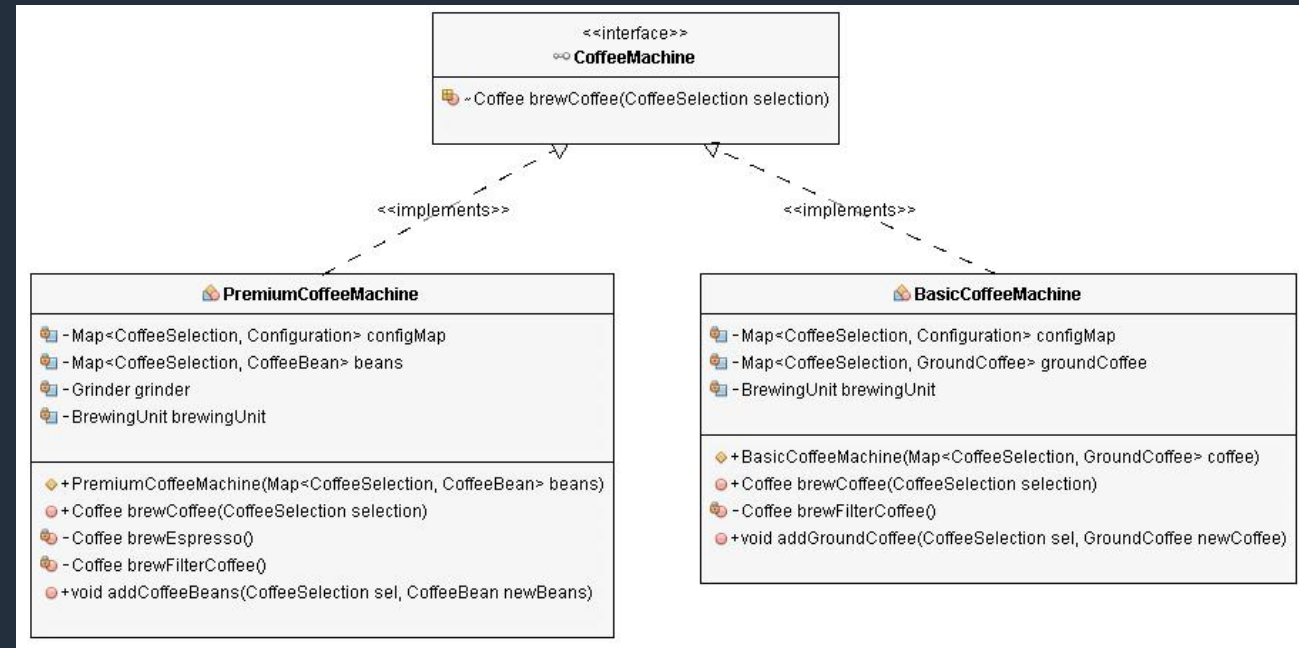 <<interface>>
CoffeeMachine
~ Coffee brewCoffee(CoffeeSelection selection)
<<implements>>
<<implements>>
PremiumCoffeeMachine
- Map<CoffeeSelection, Configuration> configMap
- Map<CoffeeSelection, CoffeeBean> beans
- Grinder grinder
- BrewingUnit brewingUnit
+ PremiumCoffeeMachine(Map<CoffeeSelection, CoffeeBean> beans)
+ Coffee brewCoffee(CoffeeSelection selection)
- Coffee brewEspresso()
- Coffee brewFilterCoffee()
+ void addCoffeeBeans(CoffeeSelection sel, CoffeeBean newBeans)
BasicCoffeeMachine
- Map<CoffeeSelection, Configuration> configMap
- Map<CoffeeSelection, GroundCoffee> groundCoffee
- BrewingUnit brewingUnit
+ BasicCoffeeMachine(Map<CoffeeSelection, GroundCoffee> coffee)
+ Coffee brewCoffee(CoffeeSelection selection)
- Coffee brewFilterCoffee()
+ void addGroundCoffee(CoffeeSelection sel, GroundCoffee newCoffee)